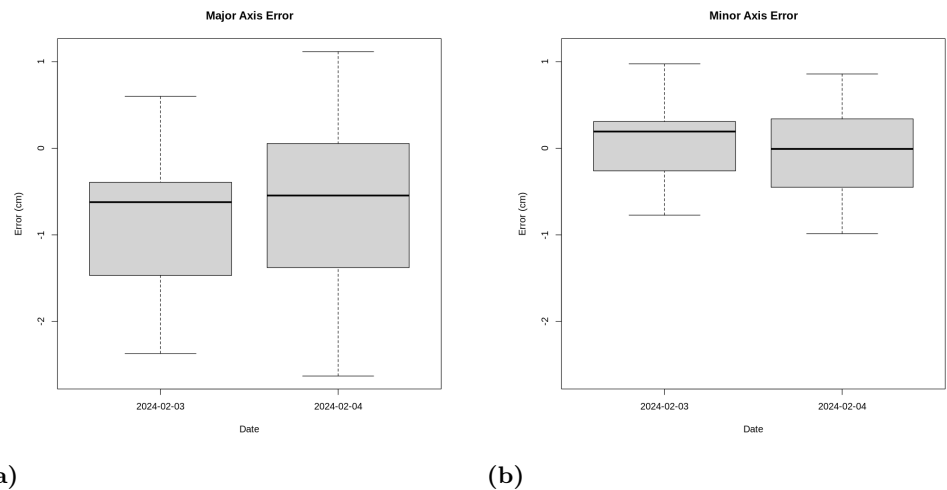 Major Axis Error
Error (cm)
1
0
-1
-2
2024-02-03
2024-02-04
Date
a)
Minor Axis Error
Error (cm)
1
0
-1
-2
2024-02-03
2024-02-04
Date
(b)